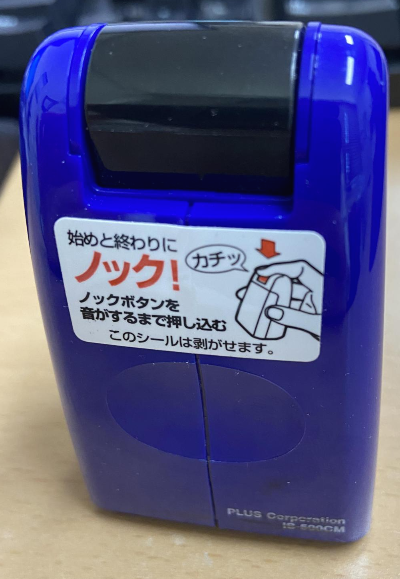 始めと終わりに
ノック!
カチッ
ノックボタンを
音がするまで押し込む
このシールは剥がせます。
PLUS Corporation
IS-500CM